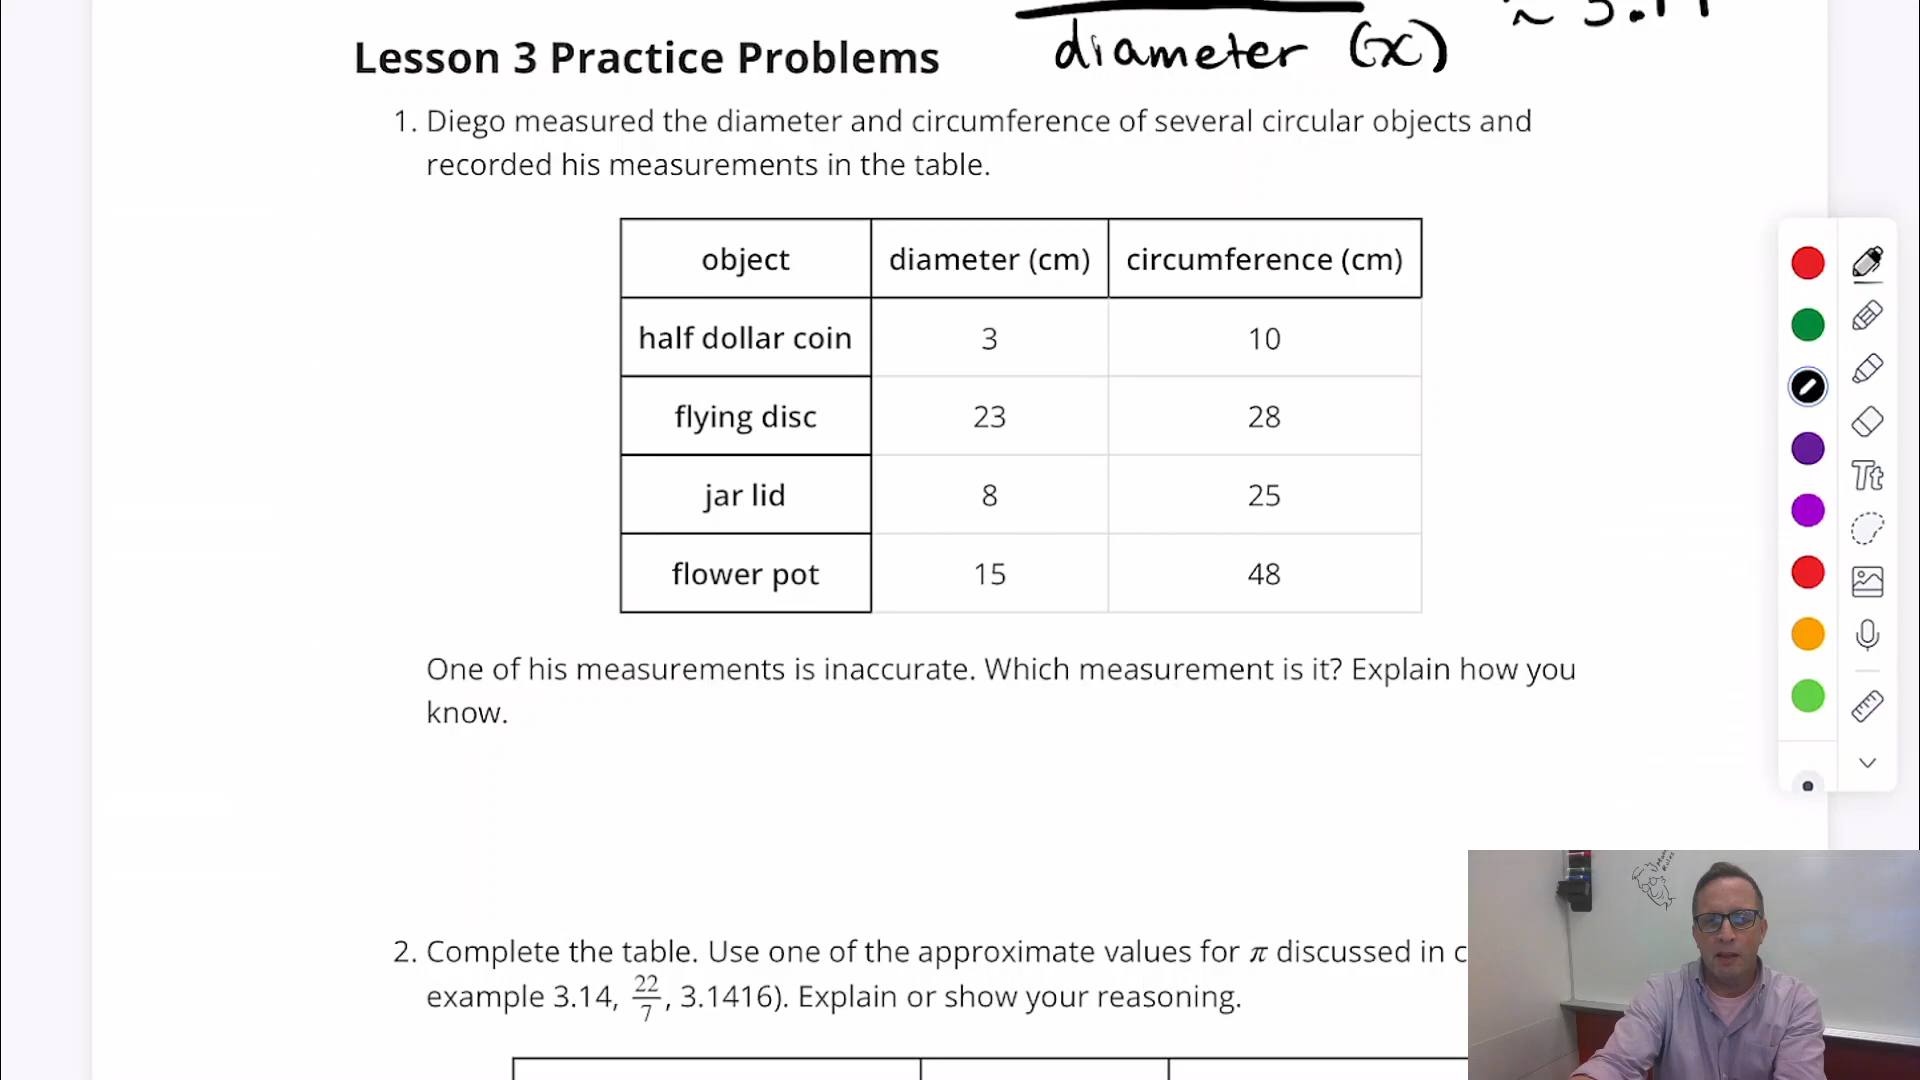 diameter (x)
Lesson 3 Practice Problems
1. Diego measured the diameter and circumference of several circular objects and
recorded his measurements in the table.
object diameter (cm) circumference (cm)
half dollar coin 3 10
flying disc 23 28
jar lid 8 25
flower pot 15 48
One of his measurements is inaccurate. Which measurement is it? Explain how you
know.
2. Complete the table. Use one of the approximate values for π discussed in c
example 3.14, 22/7, 3.1416). Explain or show your reasoning.
Tt